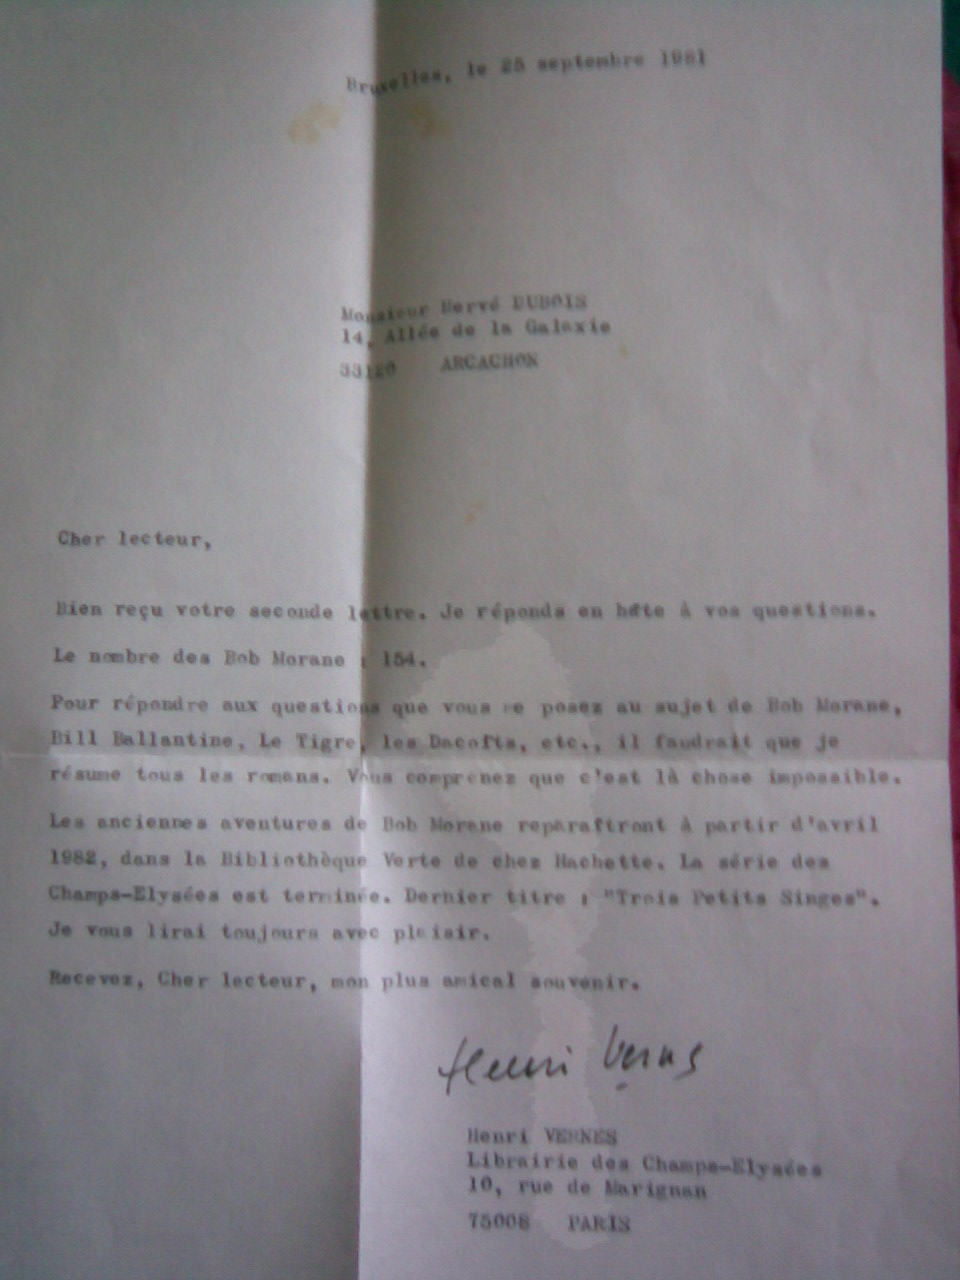 Bruxelles, le 25 septembre 1981
Monsieur Hervé DUBOIS
14, Allée de la Galaxie
33120 ARCACHON
Cher lecteur,
Bien reçu votre seconde lettre. Je réponds en hâte à vos questions.
Le nombre des Bob Morane : 154.
Pour répondre aux questions que vous me posez au sujet de Bob Morane,
Bill Ballantine, Le Tigre, les Dacoïts, etc., il faudrait que je
résume tous les romans. Vous comprenez que c'est là chose impossible.
Les anciennes aventures de Bob Morane reparaîtront à partir d'avril
1982, dans la Bibliothèque Verte de chez Hachette. La série des
Champs-Elysées est terminée. Dernier titre : "Trois Petits Singes".
Je vous lirai toujours avec plaisir.
Recevez, Cher lecteur, mon plus amical souvenir.
Henri Vernes
Henri VERNES
Librairie des Champs-Elysées
10, rue de Marignan
75008 PARIS